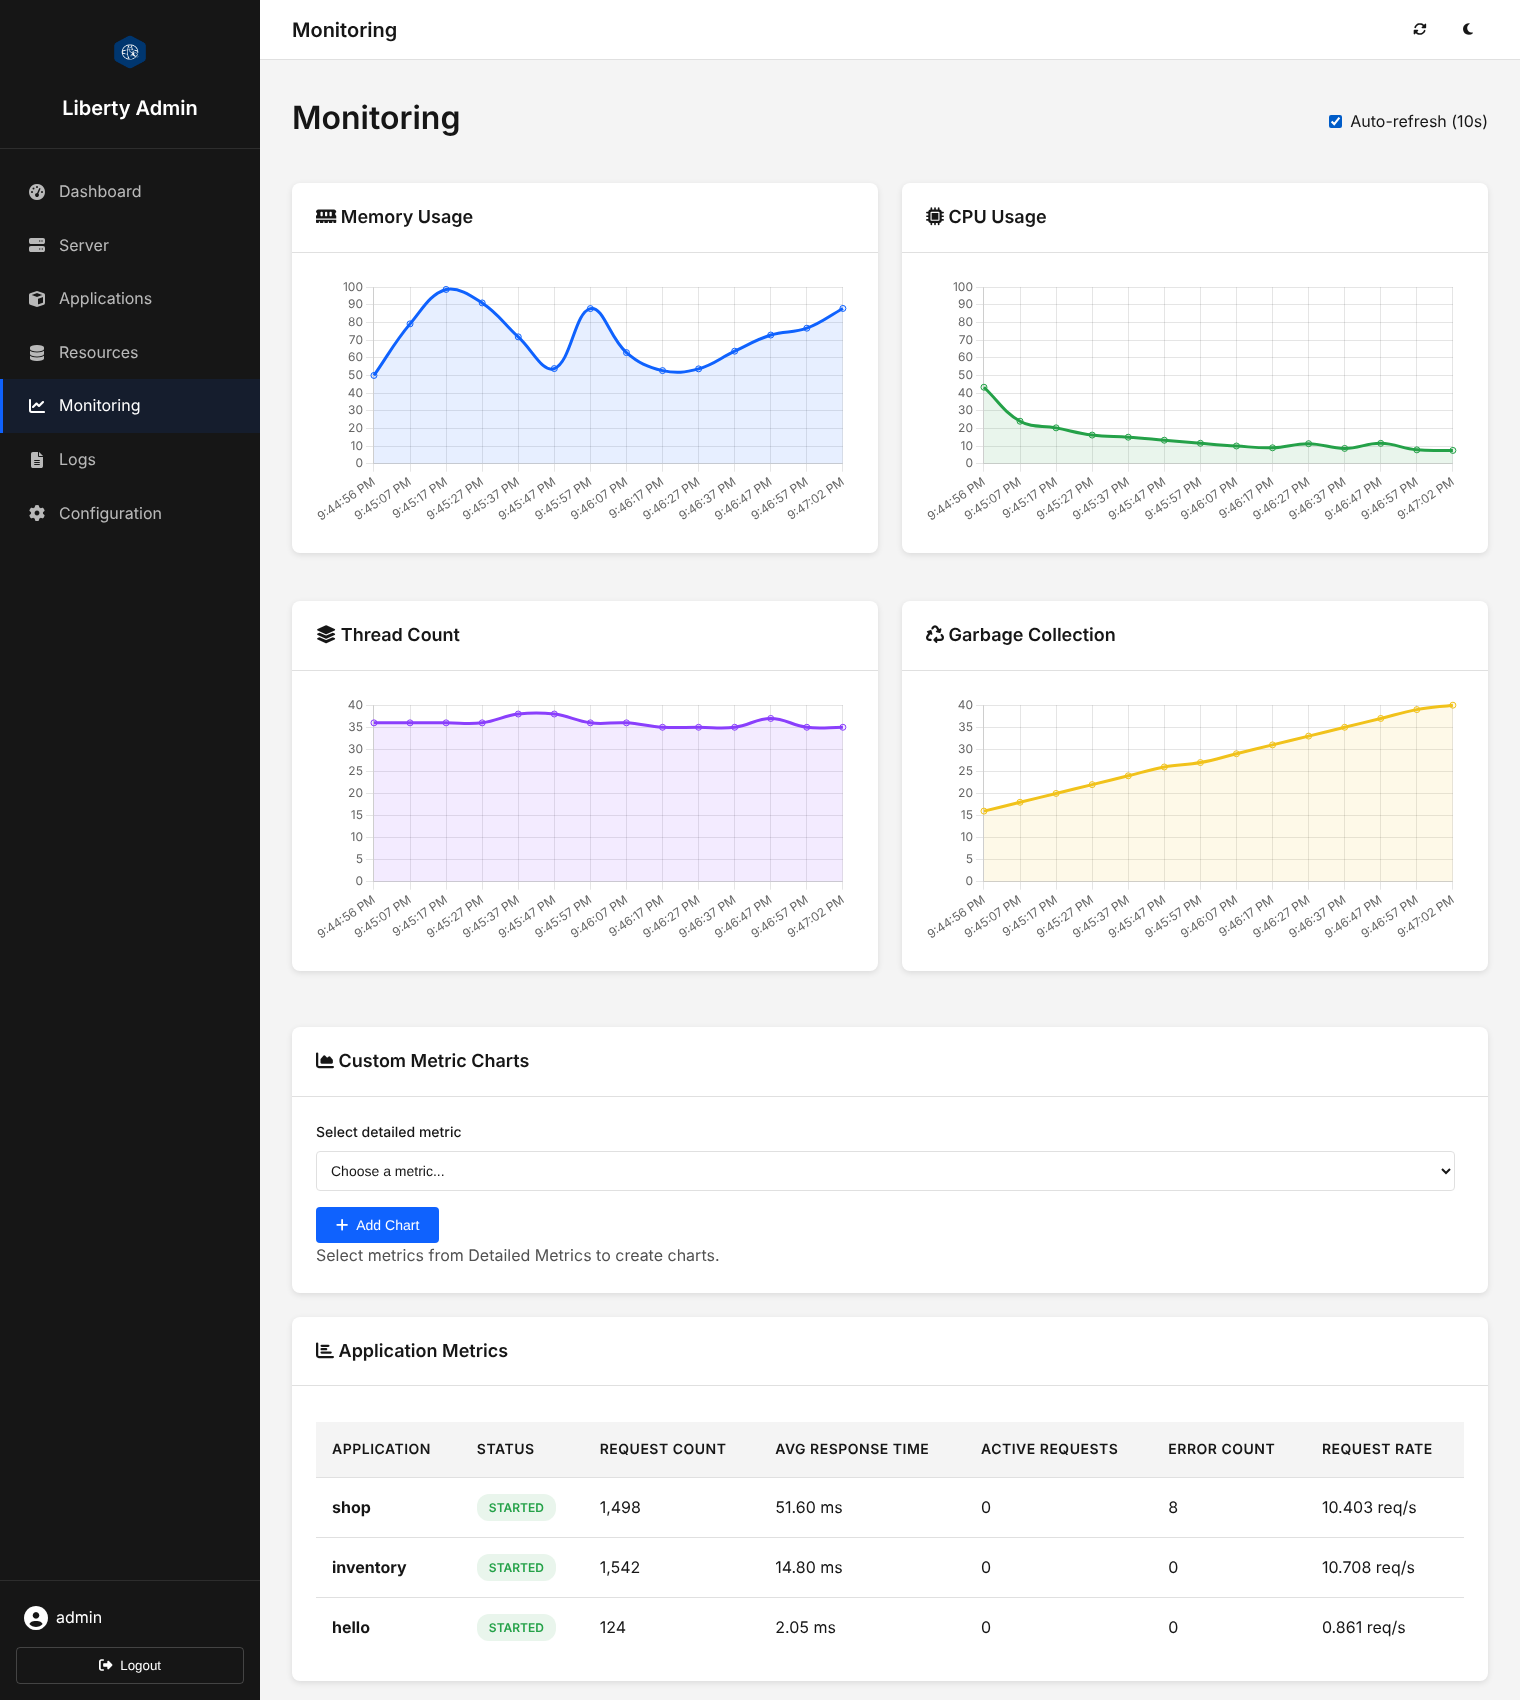 Liberty Admin
Dashboard
Server
Applications
Resources
Monitoring
Logs
Configuration
admin
Logout
Monitoring
Monitoring
Auto-refresh (10s)
Memory Usage
100
90
80
70
60
50
40
30
20
10
0
9:44:56 PM 9:45:07 PM 9:45:17 PM 9:45:27 PM 9:45:37 PM 9:45:47 PM 9:45:57 PM 9:46:07 PM 9:46:17 PM 9:46:27 PM 9:46:37 PM 9:46:47 PM 9:46:57 PM 9:47:02 PM
CPU Usage
100
90
80
70
60
50
40
30
20
10
0
9:44:56 PM 9:45:07 PM 9:45:17 PM 9:45:27 PM 9:45:37 PM 9:45:47 PM 9:45:57 PM 9:46:07 PM 9:46:17 PM 9:46:27 PM 9:46:37 PM 9:46:47 PM 9:46:57 PM 9:47:02 PM
Thread Count
40
35
30
25
20
15
10
5
0
9:44:56 PM 9:45:07 PM 9:45:17 PM 9:45:27 PM 9:45:37 PM 9:45:47 PM 9:45:57 PM 9:46:07 PM 9:46:17 PM 9:46:27 PM 9:46:37 PM 9:46:47 PM 9:46:57 PM 9:47:02 PM
Garbage Collection
40
35
30
25
20
15
10
5
0
9:44:56 PM 9:45:07 PM 9:45:17 PM 9:45:27 PM 9:45:37 PM 9:45:47 PM 9:45:57 PM 9:46:07 PM 9:46:17 PM 9:46:27 PM 9:46:37 PM 9:46:47 PM 9:46:57 PM 9:47:02 PM
Custom Metric Charts
Select detailed metric
Choose a metric...
Add Chart
Select metrics from Detailed Metrics to create charts.
Application Metrics
APPLICATION STATUS REQUEST COUNT AVG RESPONSE TIME ACTIVE REQUESTS ERROR COUNT REQUEST RATE
shop STARTED 1,498 51.60 ms 0 8 10.403 req/s
inventory STARTED 1,542 14.80 ms 0 0 10.708 req/s
hello STARTED 124 2.05 ms 0 0 0.861 req/s